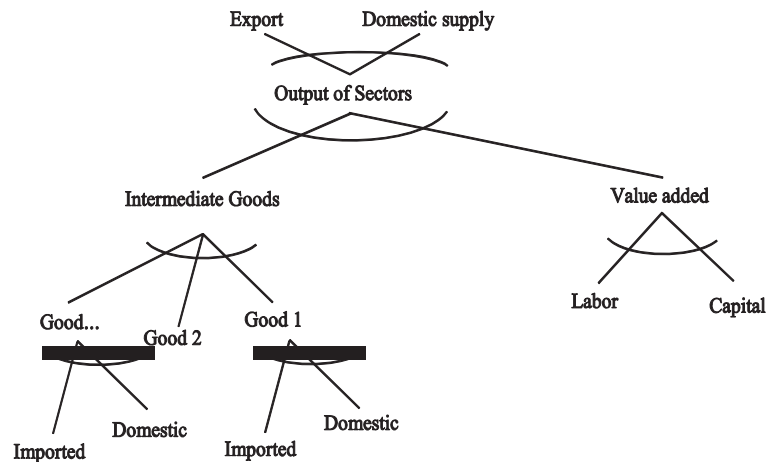 Export
Domestic supply
Output of Sectors
Intermediate Goods
Value added
Good...
Good 2
Good 1
Labor
Capital
Imported
Domestic
Imported
Domestic